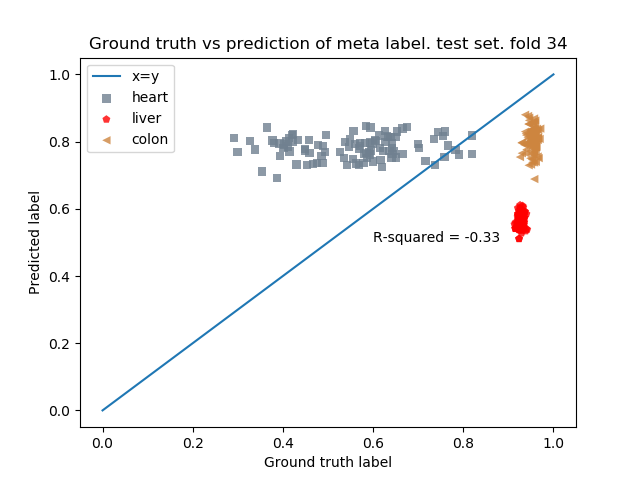 Ground truth vs prediction of meta label. test set. fold 34
x=y
heart
liver
colon
R-squared = -0.33
Predicted label
1.0
0.8
0.6
0.4
0.2
0.0
0.0 0.2 0.4 0.6 0.8 1.0
Ground truth label